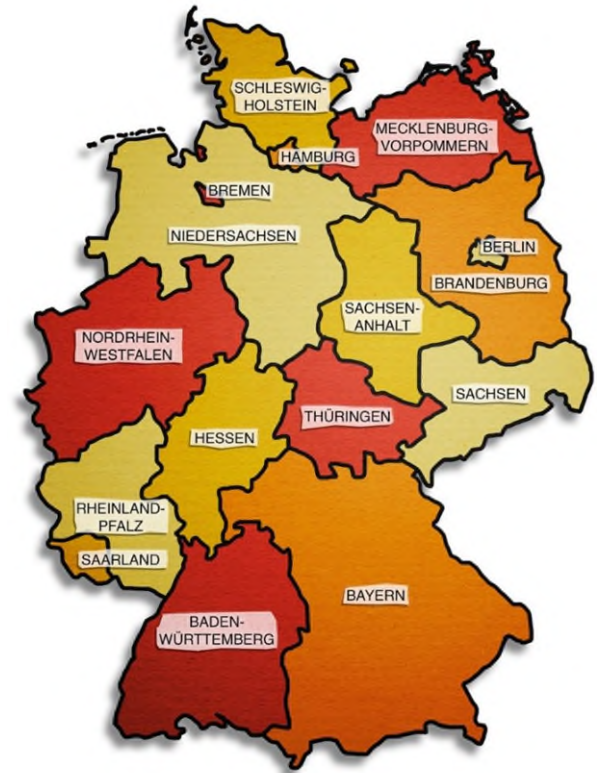 SCHLESWIG-
HOLSTEIN
MECKLENBURG-
VORPOMMERN
HAMBURG
BREMEN
NIEDERSACHSEN
BERLIN
BRANDENBURG
SACHSEN-
ANHALT
NORDRHEIN-
WESTFALEN
SACHSEN
THÜRINGEN
HESSEN
RHEINLAND-
PFALZ
SAARLAND
BAYERN
BADEN-
WÜRTTEMBERG